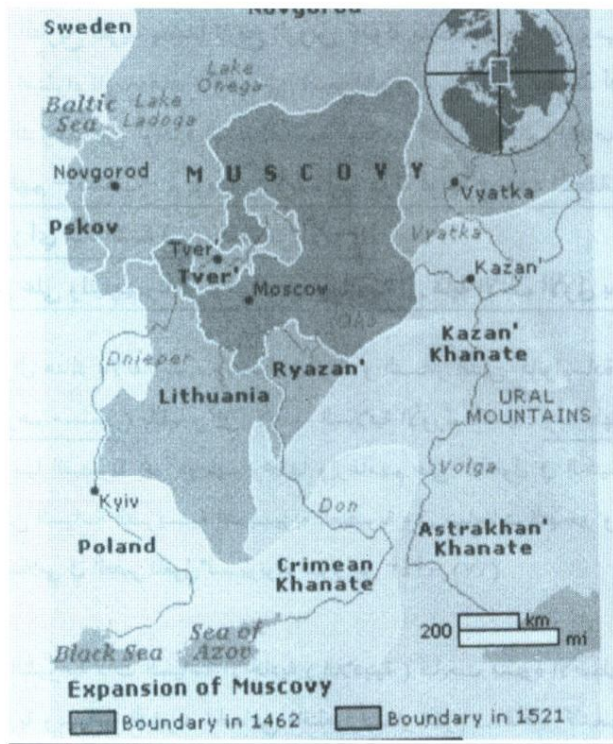 Novgorod
Sweden
Lake
Onega
Baltic
Sea
Lake
Ladoga
Novgorod
MUSCOVY
Vyatka
Pskov
Vyatka
Tver'
Tver'
Kazan'
Moscow
Oka
Kazan'
Khanate
Dnieper
Ryazan'
Lithuania
URAL
MOUNTAINS
Volga
Kyiv
Don
Poland
Astrakhan'
Khanate
Crimean
Khanate
200
km
mi
Sea of
Azov
Black Sea
Expansion of Muscovy
Boundary in 1462
Boundary in 1521